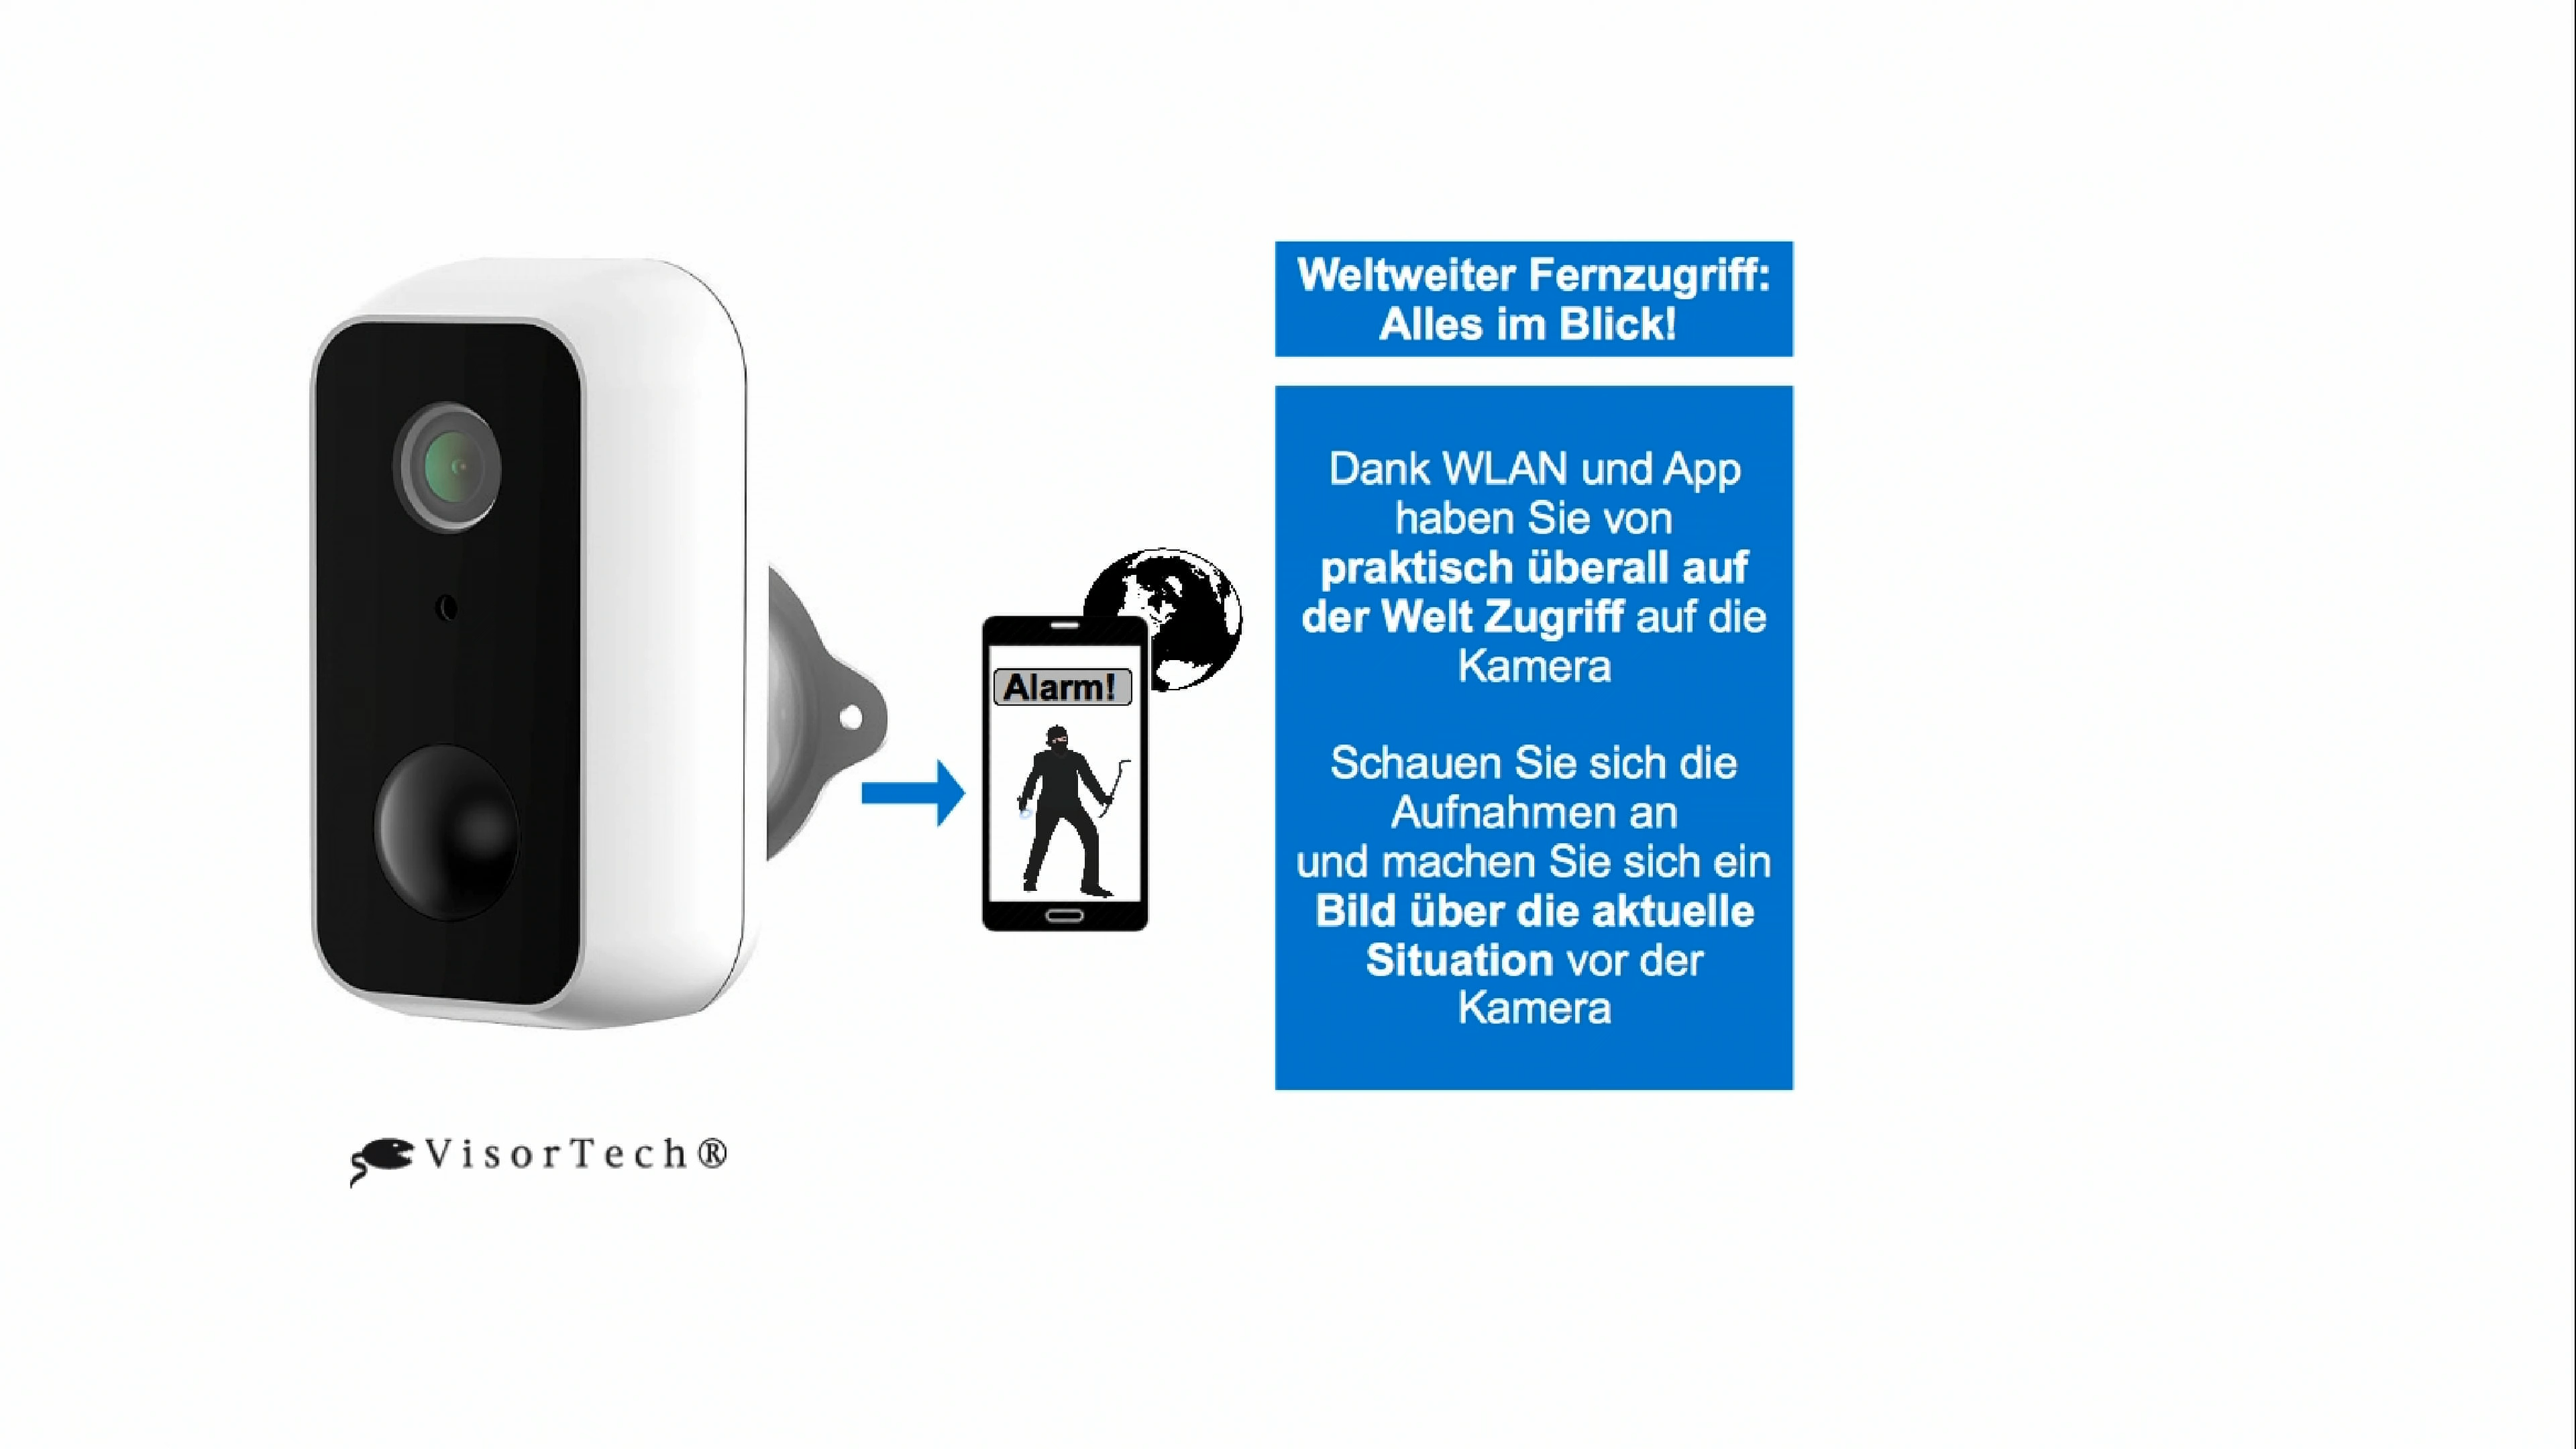 Weltweiter Fernzugriff:
Alles im Blick!
Dank WLAN und App
haben Sie von
praktisch überall auf
der Welt Zugriff auf die
Kamera
Schauen Sie sich die
Aufnahmen an
und machen Sie sich ein
Bild über die aktuelle
Situation vor der
Kamera
Alarm!
VisorTech®